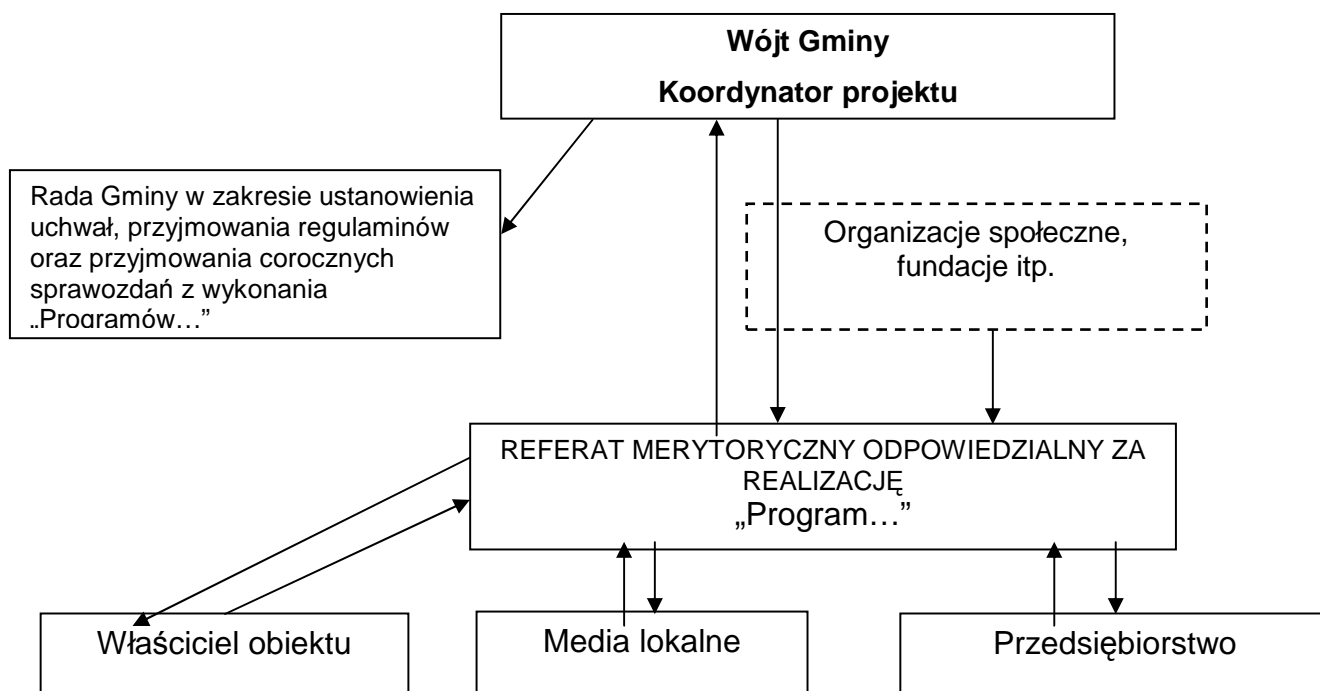 Wójt Gminy
Koordynator projektu
Rada Gminy w zakresie ustanowienia
uchwał, przyjmowania regulaminów
oraz przyjmowania corocznych
sprawozdań z wykonania
„Programów…”
Organizacje społeczne,
fundacje itp.
REFERAT MERYTORYCZNY ODPOWIEDZIALNY ZA
REALIZACJĘ
„Program…”
Właściciel obiektu
Media lokalne
Przedsiębiorstwo